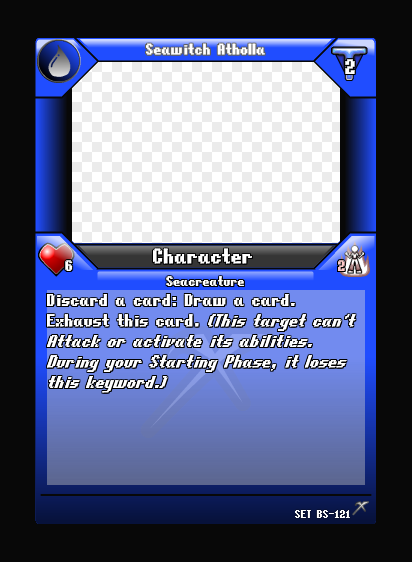 Seawitch Atholla
2
Character
6
2
Seacreature
Discard a card: Draw a card.
Exhaust this card. (This target can't
Attack or activate its abilities.
During your Starting Phase, it loses
this keyword.)
SET BS-121